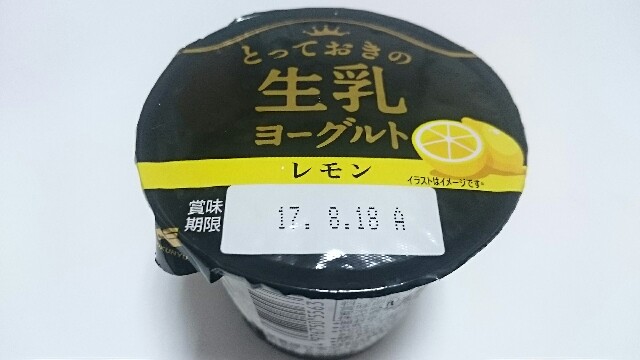 とっておきの
生乳
ヨーグルト
レモン
イラストはイメージです。
賞味
期限
17. 8.18 A